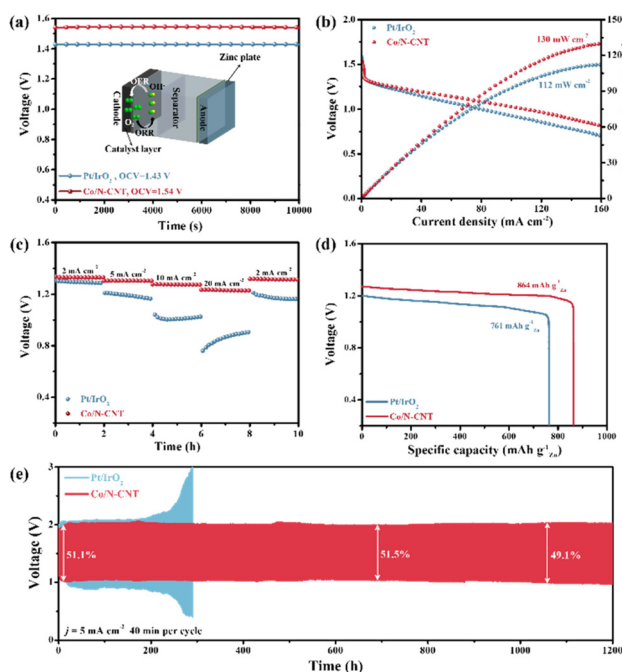 (a)
1.6
1.4
1.2
1.0
0.8
0.6
0.4
Voltage (V)
0
2000
4000
6000
8000
10000
Time (s)
Zinc plate
OER
OH-
O2
ORR
Cathode
Separator
Anode
Catalyst layer
Pt/IrO2 , OCV=1.43 V
Co/N-CNT, OCV=1.54 V
(b)
2.0
1.5
1.0
0.5
0.0
Voltage (V)
Pt/IrO2
Co/N-CNT
130 mW cm-2
112 mW cm-2
150
120
90
60
30
0
0
40
80
120
160
Current density (mA cm-2)
(c)
1.6
1.2
0.8
0.4
Voltage (V)
2 mA cm-2
5 mA cm-2
10 mA cm-2
20 mA cm-2
2 mA cm-2
Pt/IrO2
Co/N-CNT
0
2
4
6
8
10
Time (h)
(d)
1.6
1.2
0.8
0.4
Voltage (V)
864 mAh g-1Zn
761 mAh g-1Zn
Pt/IrO2
Co/N-CNT
0
200
400
600
800
1000
Specific capacity (mAh g-1Zn)
(e)
3
2
1
0
Voltage (V)
Pt/IrO2
Co/N-CNT
51.1%
51.5%
49.1%
j = 5 mA cm-2 40 min per cycle
0
200
400
600
800
1000
1200
Time (h)